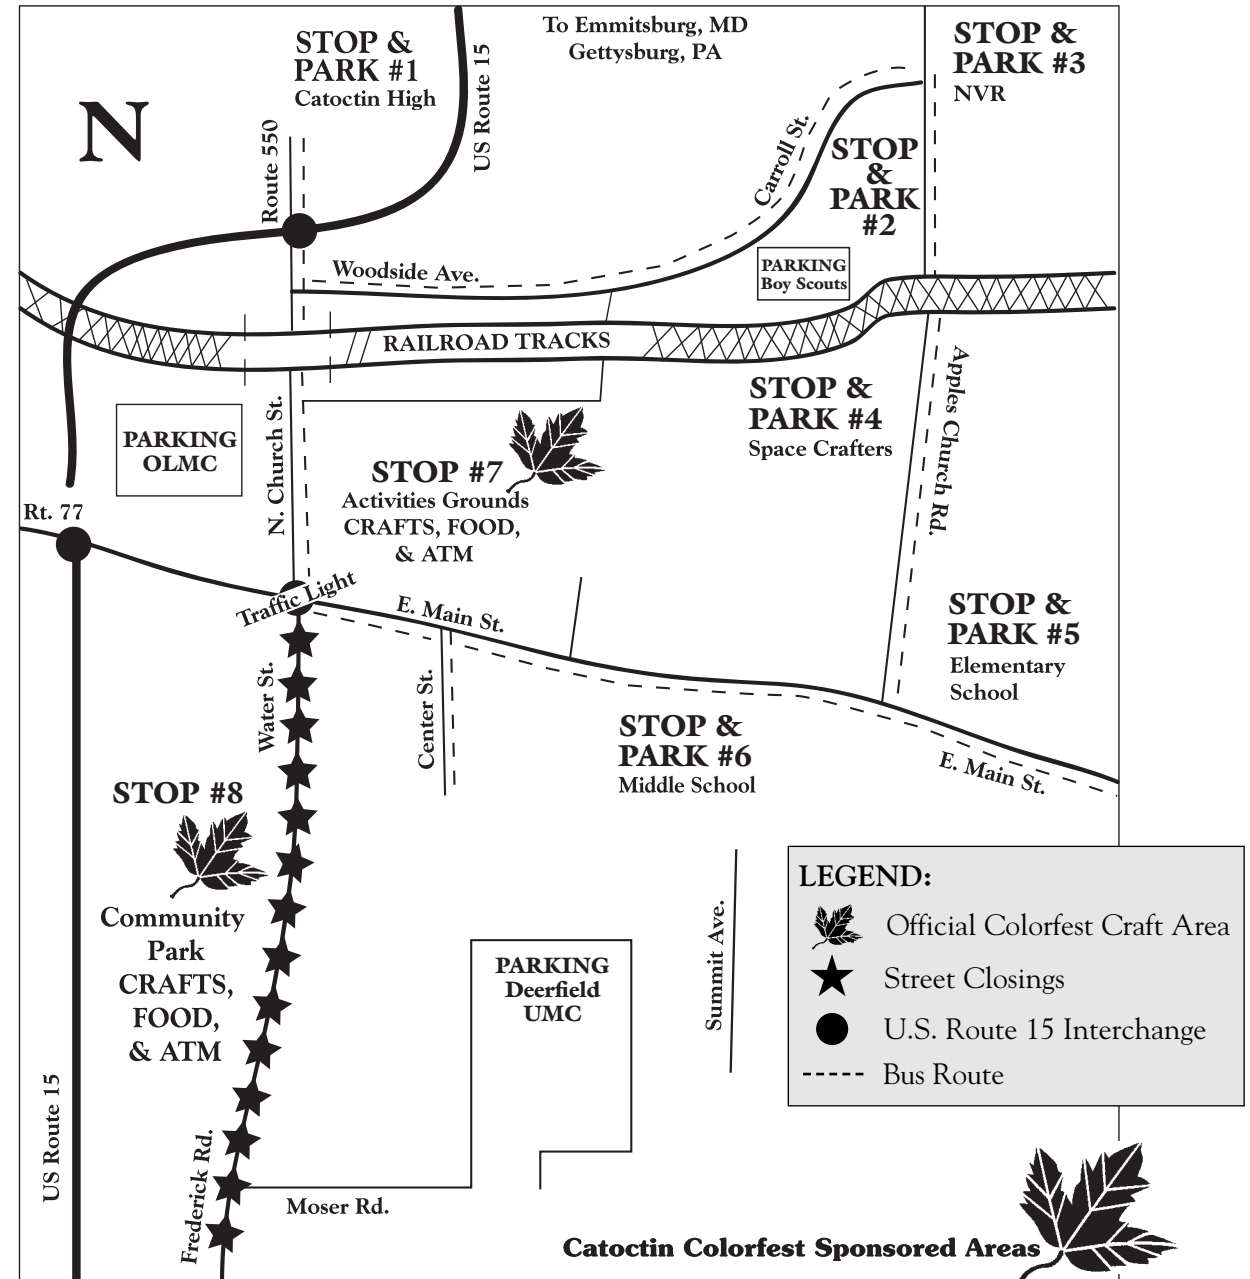 To Emmitsburg, MD
Gettysburg, PA
STOP &
PARK #1
Catoctin High
US Route 15
STOP &
PARK #3
NVR
N
Route 550
Carroll St.
STOP
&
PARK
#2
Woodside Ave.
PARKING
Boy Scouts
RAILROAD TRACKS
STOP &
PARK #4
Space Crafters
Apples Church Rd.
PARKING
OLMC
N. Church St.
STOP #7
Activities Grounds
CRAFTS, FOOD,
& ATM
Rt. 77
Traffic Light
E. Main St.
STOP &
PARK #5
Elementary
School
Water St.
Center St.
STOP &
PARK #6
Middle School
E. Main St.
STOP #8
Community
Park
CRAFTS,
FOOD,
& ATM
PARKING
Deerfield
UMC
Summit Ave.
LEGEND:
Official Colorfest Craft Area
Street Closings
U.S. Route 15 Interchange
Bus Route
US Route 15
Frederick Rd.
Moser Rd.
Catoctin Colorfest Sponsored Areas